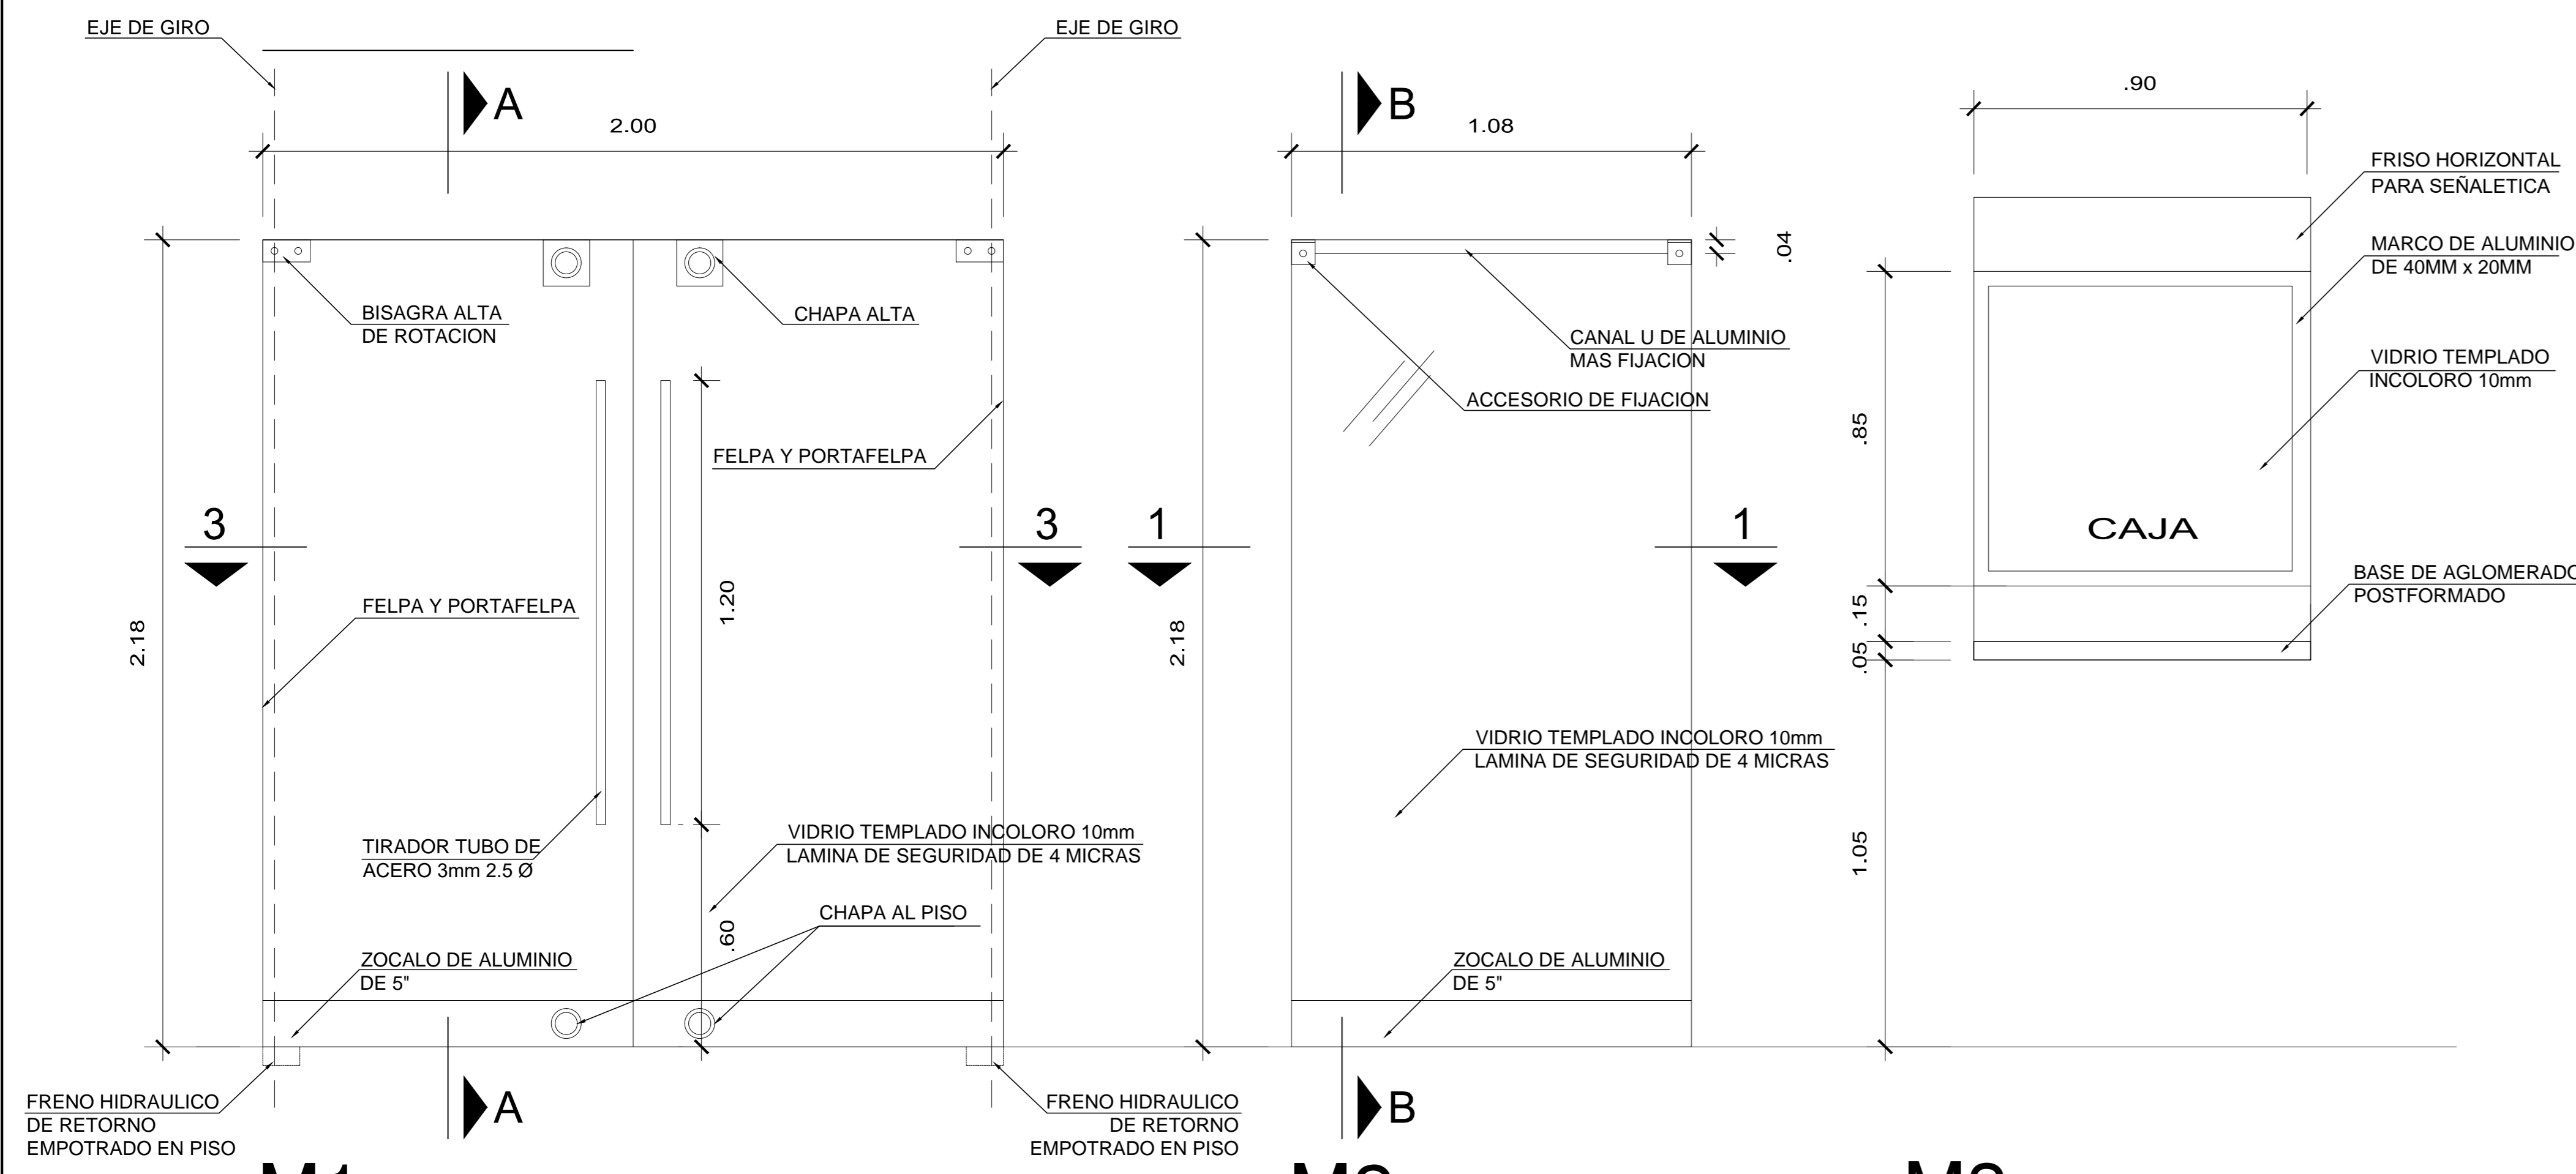 EJE DE GIRO
EJE DE GIRO
A
2.00
B
1.08
.90
FRISO HORIZONTAL
PARA SEÑALETICA
MARCO DE ALUMINIO
DE 40MM x 20MM
.04
BISAGRA ALTA
DE ROTACION
CHAPA ALTA
CANAL U DE ALUMINIO
MAS FIJACION
VIDRIO TEMPLADO
INCOLORO 10mm
ACCESORIO DE FIJACION
.85
FELPA Y PORTAFELPA
3
3
1
1
CAJA
BASE DE AGLOMERADO
POSTFORMADO
1.20
FELPA Y PORTAFELPA
.15
2.18
2.18
.05
VIDRIO TEMPLADO INCOLORO 10mm
LAMINA DE SEGURIDAD DE 4 MICRAS
TIRADOR TUBO DE
ACERO 3mm 2.5 Ø
VIDRIO TEMPLADO INCOLORO 10mm
LAMINA DE SEGURIDAD DE 4 MICRAS
1.05
CHAPA AL PISO
.60
ZOCALO DE ALUMINIO
DE 5"
ZOCALO DE ALUMINIO
DE 5"
FRENO HIDRAULICO
DE RETORNO
EMPOTRADO EN PISO
A
FRENO HIDRAULICO
DE RETORNO
EMPOTRADO EN PISO
B
M1